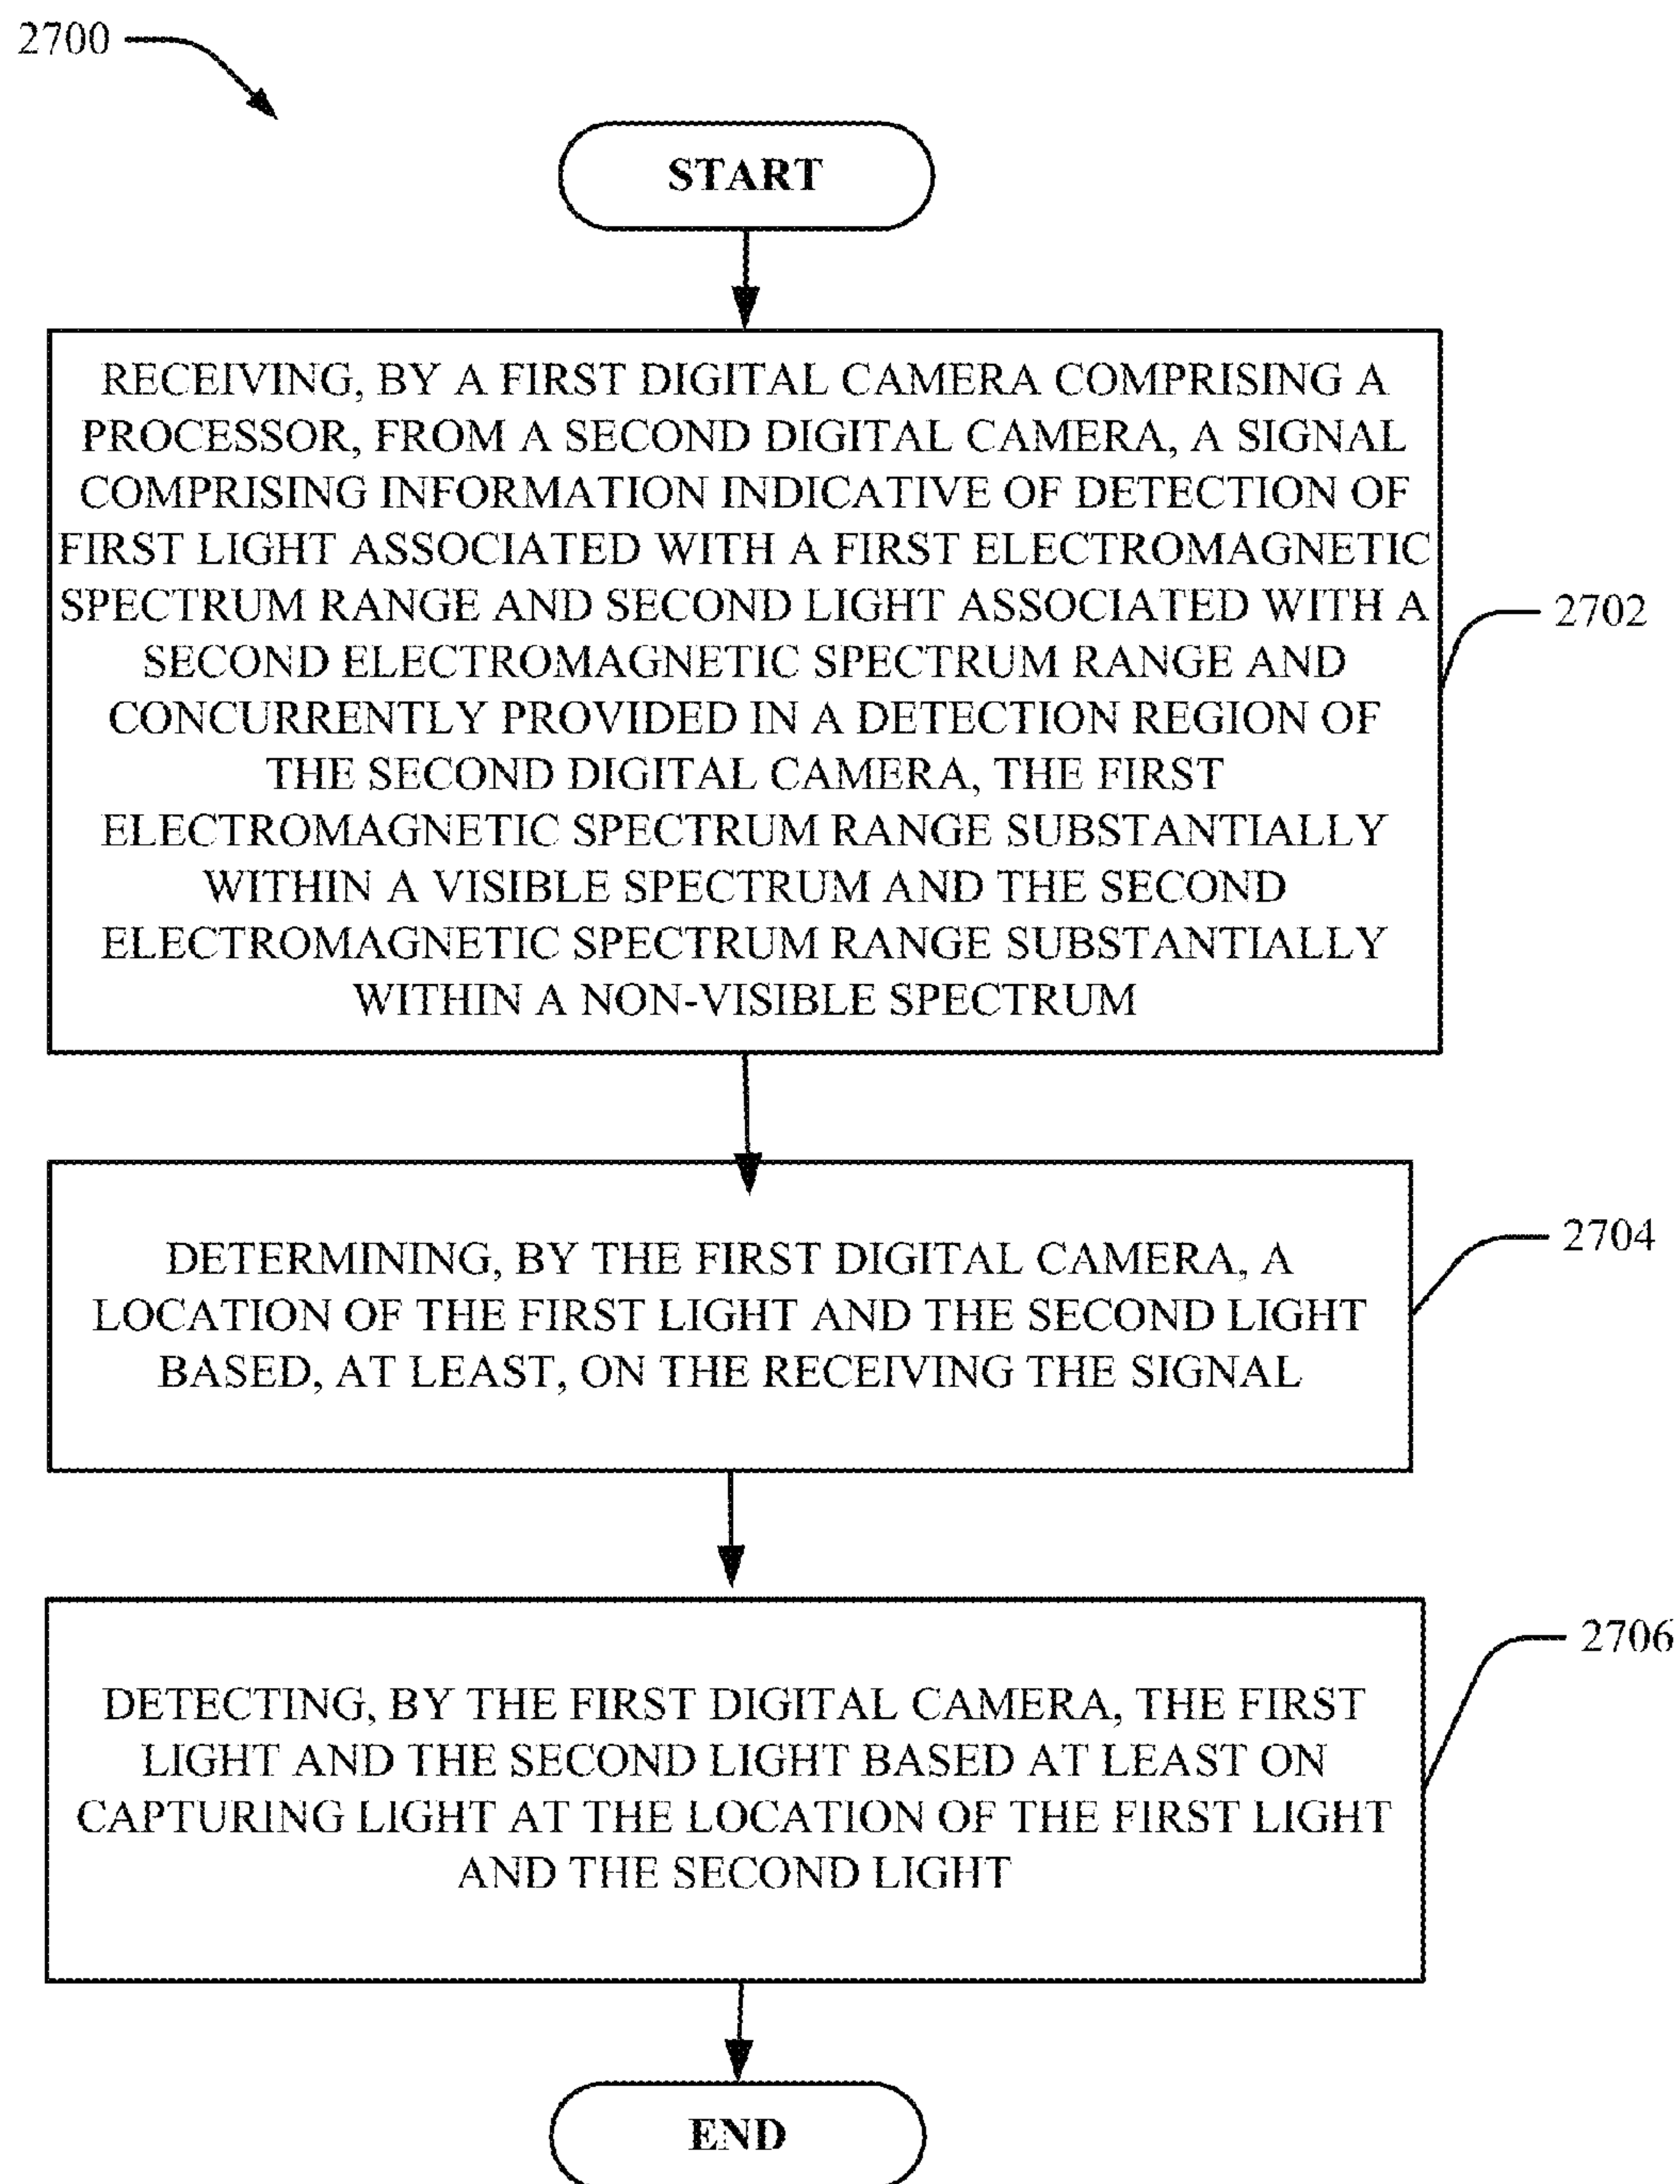 2700
START
RECEIVING, BY A FIRST DIGITAL CAMERA COMPRISING A
PROCESSOR, FROM A SECOND DIGITAL CAMERA, A SIGNAL
COMPRISING INFORMATION INDICATIVE OF DETECTION OF
FIRST LIGHT ASSOCIATED WITH A FIRST ELECTROMAGNETIC
SPECTRUM RANGE AND SECOND LIGHT ASSOCIATED WITH A
SECOND ELECTROMAGNETIC SPECTRUM RANGE AND
CONCURRENTLY PROVIDED IN A DETECTION REGION OF
THE SECOND DIGITAL CAMERA, THE FIRST
ELECTROMAGNETIC SPECTRUM RANGE SUBSTANTIALLY
WITHIN A VISIBLE SPECTRUM AND THE SECOND
ELECTROMAGNETIC SPECTRUM RANGE SUBSTANTIALLY
WITHIN A NON-VISIBLE SPECTRUM
2702
DETERMINING, BY THE FIRST DIGITAL CAMERA, A
LOCATION OF THE FIRST LIGHT AND THE SECOND LIGHT
BASED, AT LEAST, ON THE RECEIVING THE SIGNAL
2704
DETECTING, BY THE FIRST DIGITAL CAMERA, THE FIRST
LIGHT AND THE SECOND LIGHT BASED AT LEAST ON
CAPTURING LIGHT AT THE LOCATION OF THE FIRST LIGHT
AND THE SECOND LIGHT
2706
END